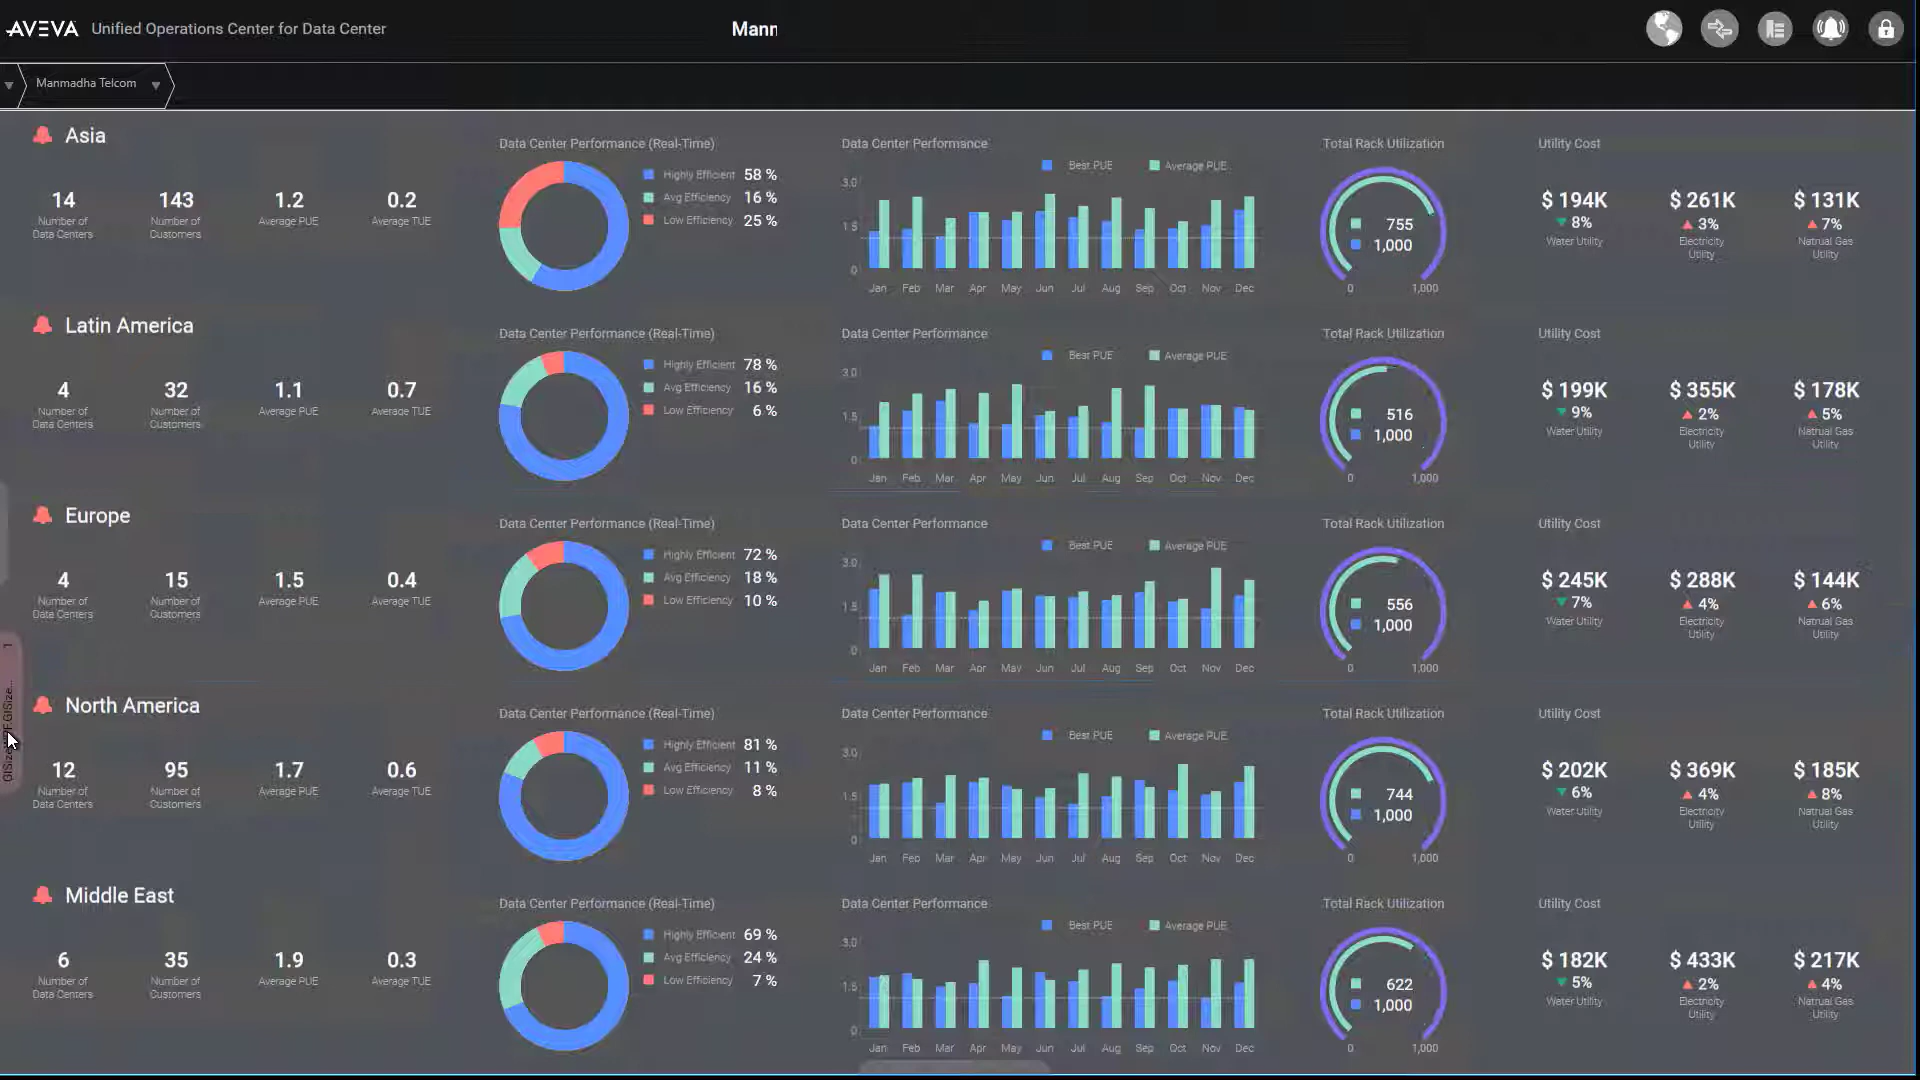 AVEVA Unified Operations Center for Data Center
Mann
Manmadha Telcom
Asia
14 143 1.2 0.2
Number of Data Centers
Number of Customers
Average PUE
Average TUE
Data Center Performance (Real-Time)
Highly Efficient 58 %
Avg Efficiency 16 %
Low Efficiency 25 %
Data Center Performance
Best PUE Average PUE
3.0
1.5
0
Jan Feb Mar Apr May Jun Jul Aug Sep Oct Nov Dec
Total Rack Utilization
755
1,000
0 1,000
Utility Cost
$ 194K $ 261K $ 131K
8% 3% 7%
Water Utility
Electricity Utility
Natrual Gas Utility
Latin America
4 32 1.1 0.7
Number of Data Centers
Number of Customers
Average PUE
Average TUE
Data Center Performance (Real-Time)
Highly Efficient 78 %
Avg Efficiency 16 %
Low Efficiency 6 %
Data Center Performance
Best PUE Average PUE
3.0
1.5
0
Jan Feb Mar Apr May Jun Jul Aug Sep Oct Nov Dec
Total Rack Utilization
516
1,000
0 1,000
Utility Cost
$ 199K $ 355K $ 178K
9% 2% 5%
Water Utility
Electricity Utility
Natrual Gas Utility
Europe
4 15 1.5 0.4
Number of Data Centers
Number of Customers
Average PUE
Average TUE
Data Center Performance (Real-Time)
Highly Efficient 72 %
Avg Efficiency 18 %
Low Efficiency 10 %
Data Center Performance
Best PUE Average PUE
3.0
1.5
0
Jan Feb Mar Apr May Jun Jul Aug Sep Oct Nov Dec
Total Rack Utilization
556
1,000
0 1,000
Utility Cost
$ 245K $ 288K $ 144K
7% 4% 6%
Water Utility
Electricity Utility
Natrual Gas Utility
North America
12 95 1.7 0.6
Number of Data Centers
Number of Customers
Average PUE
Average TUE
Data Center Performance (Real-Time)
Highly Efficient 81 %
Avg Efficiency 11 %
Low Efficiency 8 %
Data Center Performance
Best PUE Average PUE
3.0
1.5
0
Jan Feb Mar Apr May Jun Jul Aug Sep Oct Nov Dec
Total Rack Utilization
744
1,000
0 1,000
Utility Cost
$ 202K $ 369K $ 185K
6% 4% 8%
Water Utility
Electricity Utility
Natrual Gas Utility
Middle East
6 35 1.9 0.3
Number of Data Centers
Number of Customers
Average PUE
Average TUE
Data Center Performance (Real-Time)
Highly Efficient 69 %
Avg Efficiency 24 %
Low Efficiency 7 %
Data Center Performance
Best PUE Average PUE
3.0
1.5
0
Jan Feb Mar Apr May Jun Jul Aug Sep Oct Nov Dec
Total Rack Utilization
622
1,000
0 1,000
Utility Cost
$ 182K $ 433K $ 217K
5% 2% 4%
Water Utility
Electricity Utility
Natrual Gas Utility